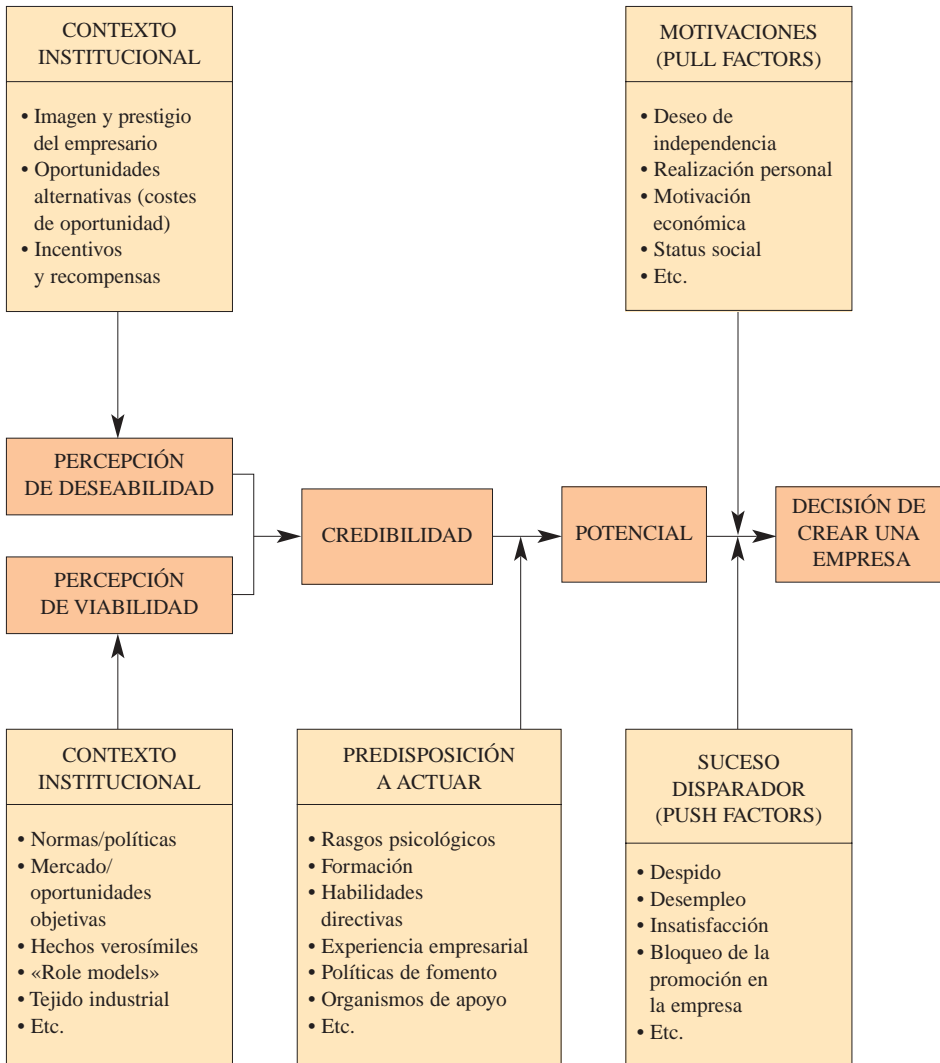 CONTEXTO
INSTITUCIONAL
• Imagen y prestigio
del empresario
• Oportunidades
alternativas (costes
de oportunidad)
• Incentivos
y recompensas
MOTIVACIONES
(PULL FACTORS)
• Deseo de
independencia
• Realización personal
• Motivación
económica
• Status social
• Etc.
PERCEPCIÓN
DE DESEABILIDAD
PERCEPCIÓN
DE VIABILIDAD
CREDIBILIDAD
POTENCIAL
DECISIÓN DE
CREAR UNA
EMPRESA
CONTEXTO
INSTITUCIONAL
• Normas/políticas
• Mercado/
oportunidades
objetivas
• Hechos verosímiles
• «Role models»
• Tejido industrial
• Etc.
PREDISPOSICIÓN
A ACTUAR
• Rasgos psicológicos
• Formación
• Habilidades
directivas
• Experiencia empresarial
• Políticas de fomento
• Organismos de apoyo
• Etc.
SUCESO
DISPARADOR
(PUSH FACTORS)
• Despido
• Desempleo
• Insatisfacción
• Bloqueo de la
promoción en
la empresa
• Etc.